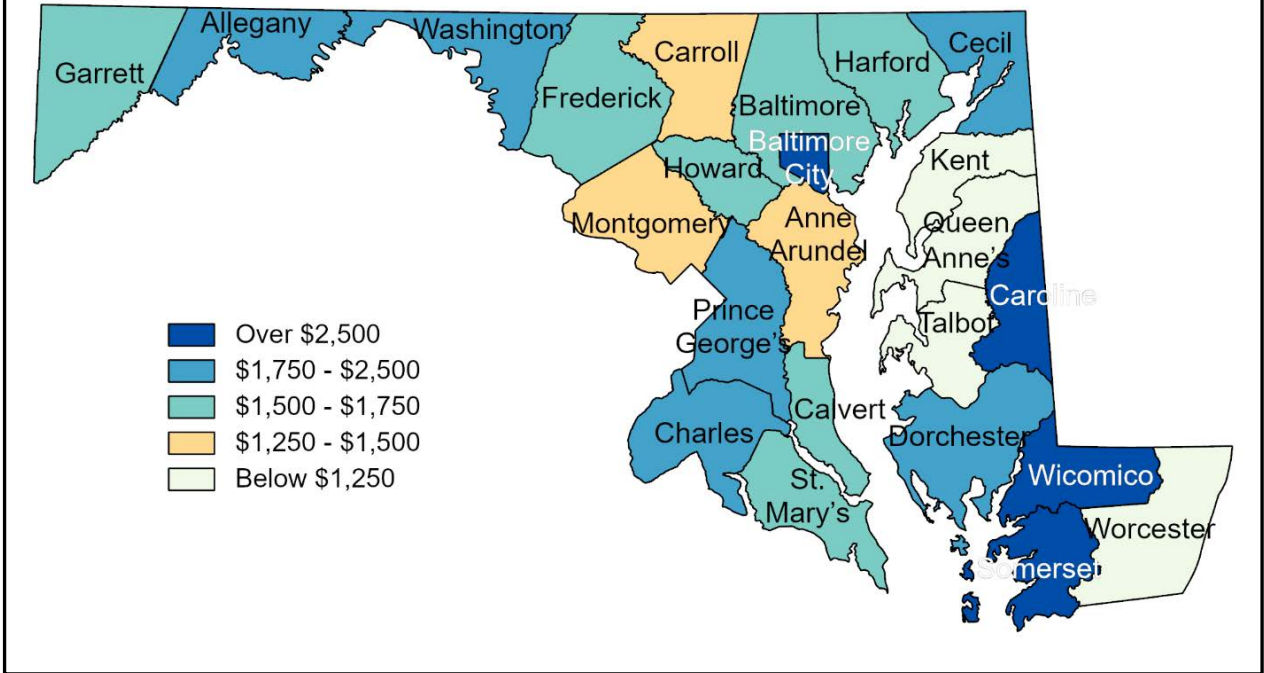 Allegany
Washington
Garrett
Frederick
Carroll
Baltimore
Harford
Cecil
Baltimore
City
Howard
Kent
Montgomery
Anne
Arundel
Queen
Anne's
Caroline
Prince
George's
Talbot
Over $2,500
$1,750 - $2,500
$1,500 - $1,750
$1,250 - $1,500
Below $1,250
Charles
Calvert
Dorchester
St.
Mary's
Wicomico
Worcester
Somerset